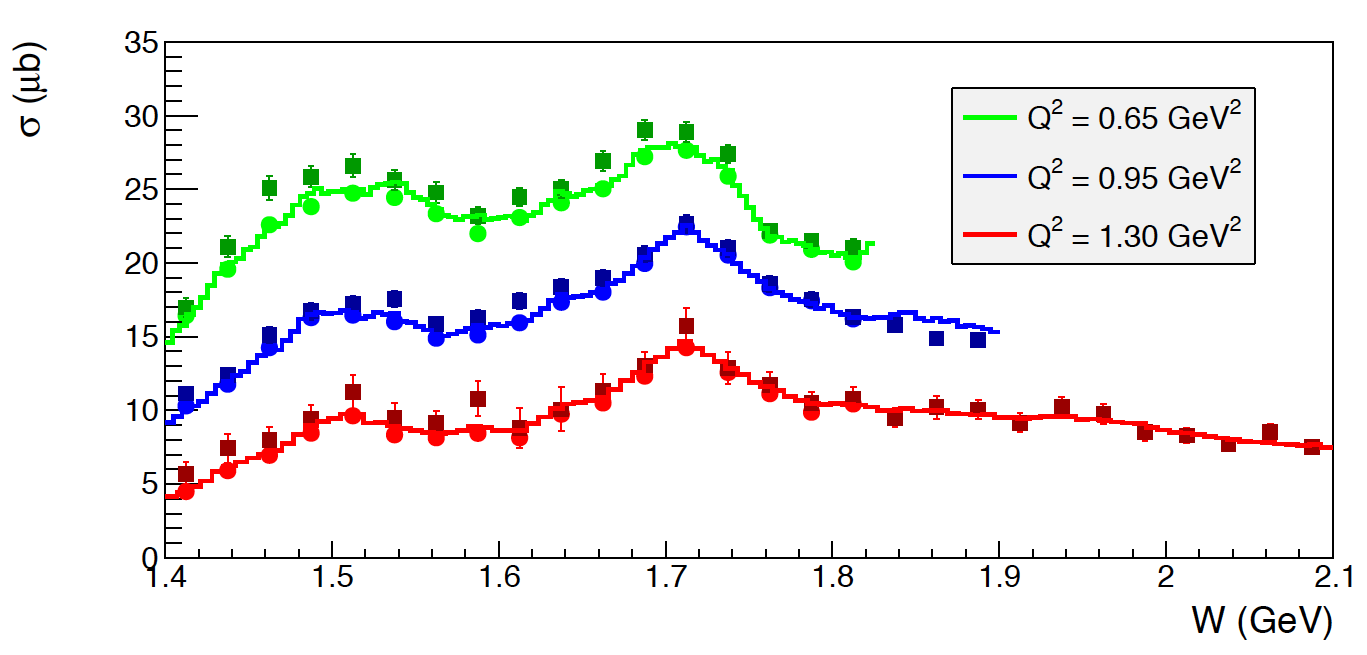 σ (μb)
35
30
25
20
15
10
5
0
Q² = 0.65 GeV²
Q² = 0.95 GeV²
Q² = 1.30 GeV²
1.4 1.5 1.6 1.7 1.8 1.9 2 2.1
W (GeV)